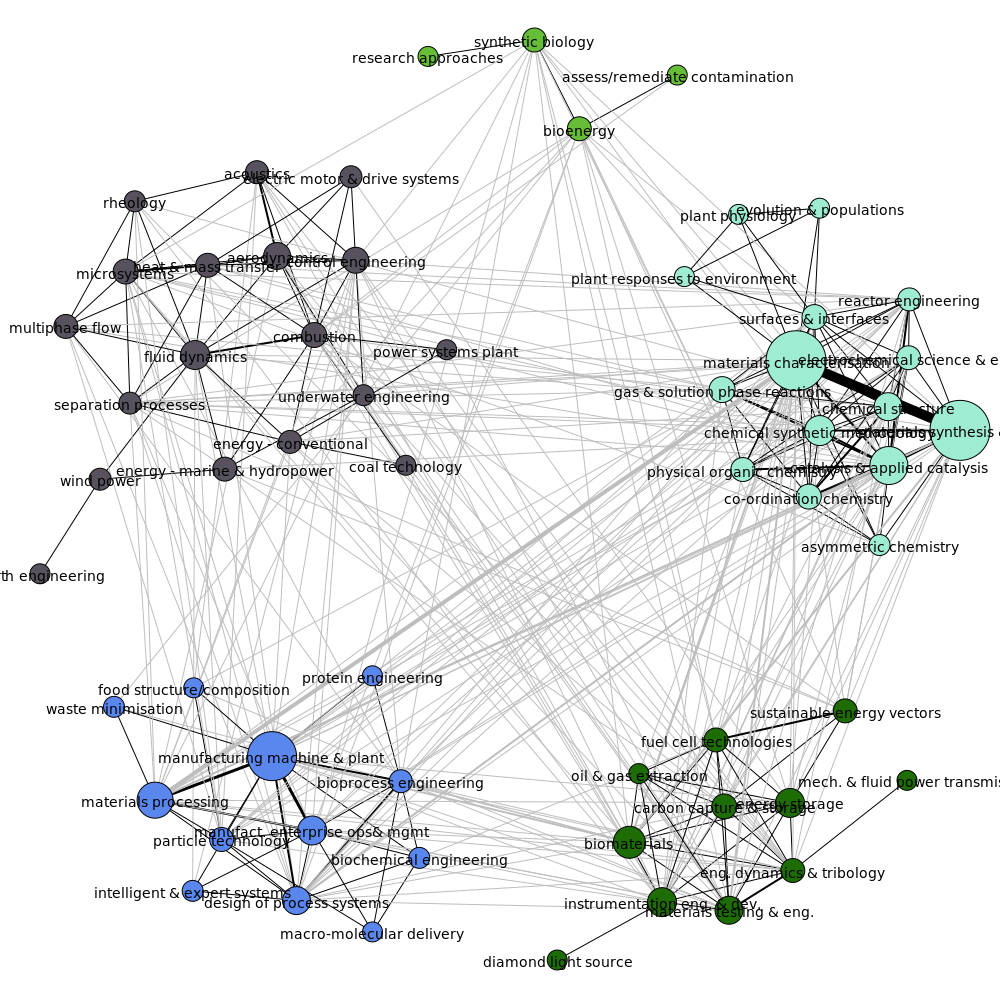 synthetic biology
research approaches
assess/remediate contamination
bioenergy
acoustics
electric motor & drive systems
rheology
plant physiology
evolution & populations
aerodynamics
control engineering
heat & mass transfer
microsystems
plant responses to environment
reactor engineering
surfaces & interfaces
multiphase flow
combustion
power systems plant
fluid dynamics
materials characterisation
electrochemical science & e
gas & solution phase reactions
underwater engineering
separation processes
chemical structure
chemical synthetic methodology
materials synthesis &
energy - conventional
coal technology
energy - marine & hydropower
wind power
physical organic chemistry
catalysis & applied catalysis
co-ordination chemistry
asymmetric chemistry
rth engineering
protein engineering
food structure/composition
waste minimisation
sustainable energy vectors
fuel cell technologies
manufacturing machine & plant
oil & gas extraction
mech. & fluid power transmis
bioprocess engineering
materials processing
carbon capture & storage
energy storage
manufact. enterprise ops& mgmt
particle technology
biomaterials
biochemical engineering
eng. dynamics & tribology
intelligent & expert systems
design of process systems
instrumentation eng. & dev.
materials testing & eng.
macro-molecular delivery
diamond light source